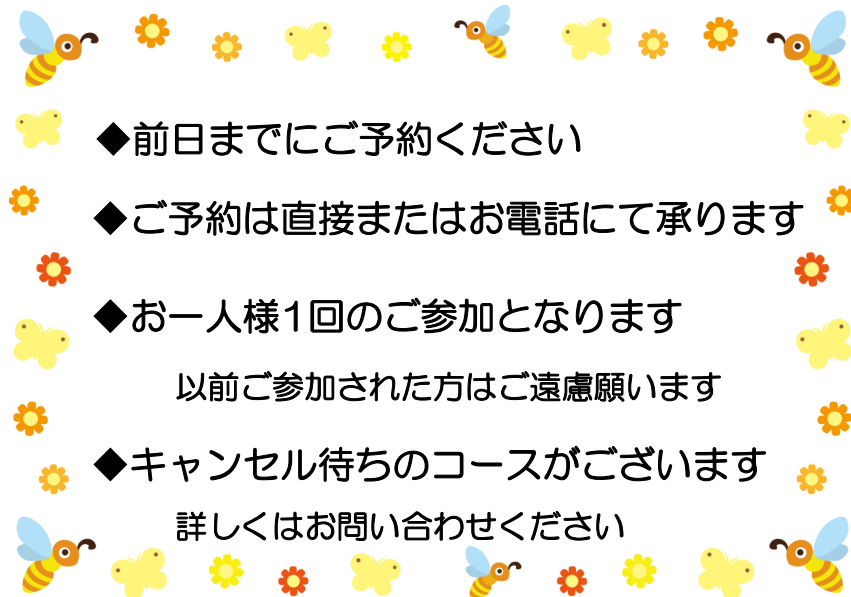 ◆前日までにご予約ください
◆ご予約は直接またはお電話にて承ります
◆お一人様1回のご参加となります
以前ご参加された方はご遠慮願います
◆キャンセル待ちのコースがございます
詳しくはお問い合わせください